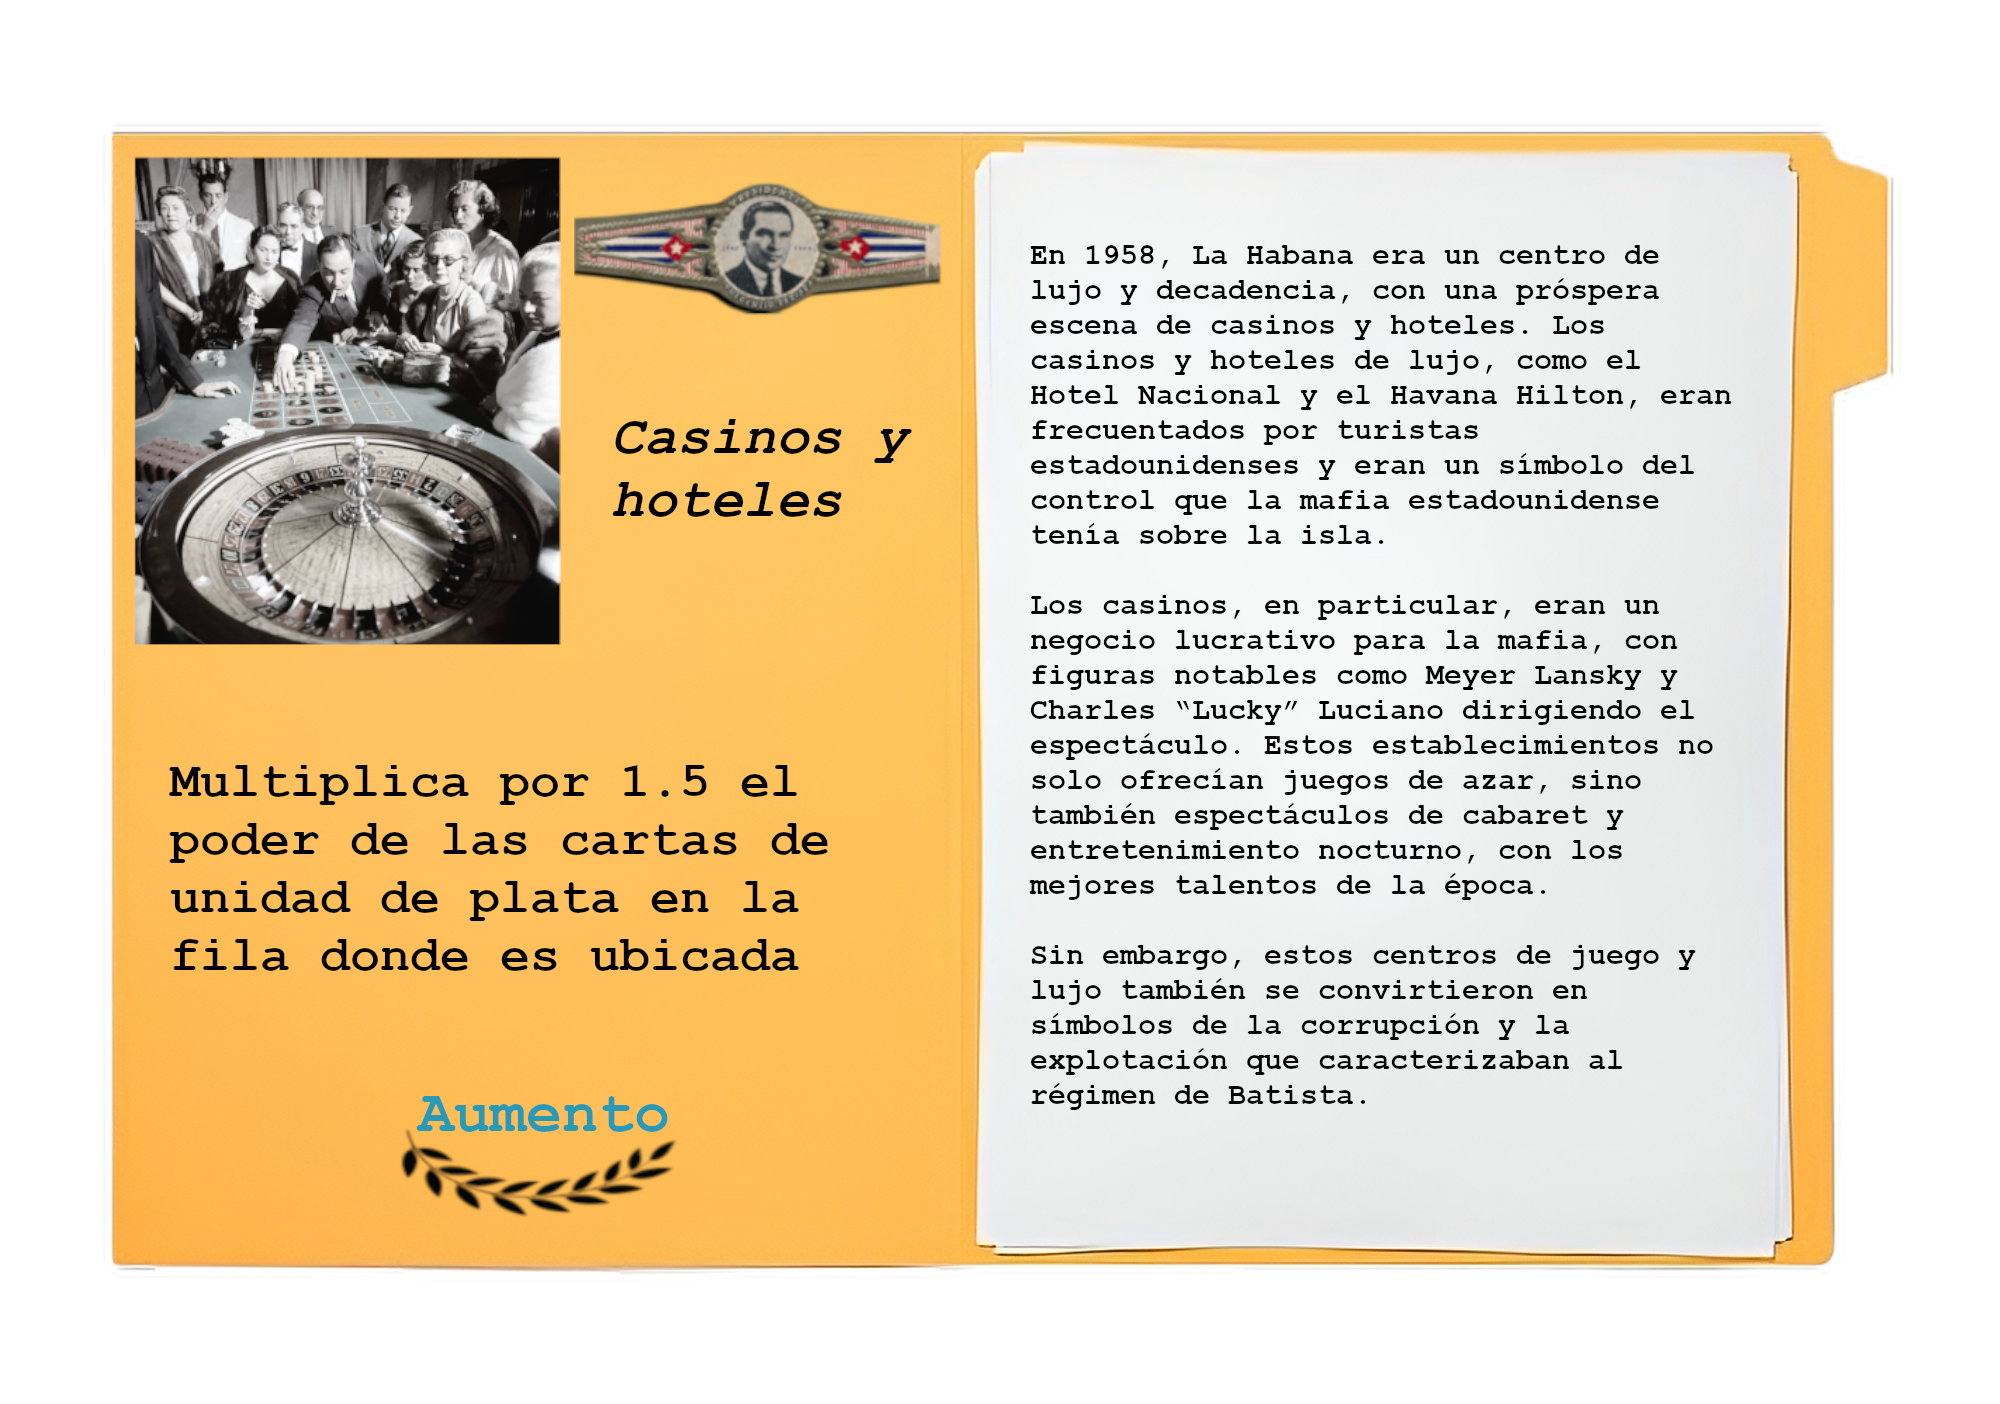 Casinos y
hoteles
Multiplica por 1.5 el
poder de las cartas de
unidad de plata en la
fila donde es ubicada
Aumento
En 1958, La Habana era un centro de
lujo y decadencia, con una próspera
escena de casinos y hoteles. Los
casinos y hoteles de lujo, como el
Hotel Nacional y el Havana Hilton, eran
frecuentados por turistas
estadounidenses y eran un símbolo del
control que la mafia estadounidense
tenía sobre la isla.
Los casinos, en particular, eran un
negocio lucrativo para la mafia, con
figuras notables como Meyer Lansky y
Charles “Lucky” Luciano dirigiendo el
espectáculo. Estos establecimientos no
solo ofrecían juegos de azar, sino
también espectáculos de cabaret y
entretenimiento nocturno, con los
mejores talentos de la época.
Sin embargo, estos centros de juego y
lujo también se convirtieron en
símbolos de la corrupción y la
explotación que caracterizaban al
régimen de Batista.